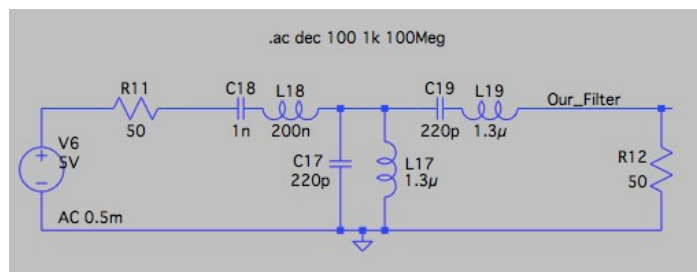 .ac dec 100 1k 100Meg
R11
50
C18
1n
L18
200n
C19
220p
L19
1.3µ
Our_Filter
V6
5V
C17
220p
L17
1.3µ
R12
50
AC 0.5m